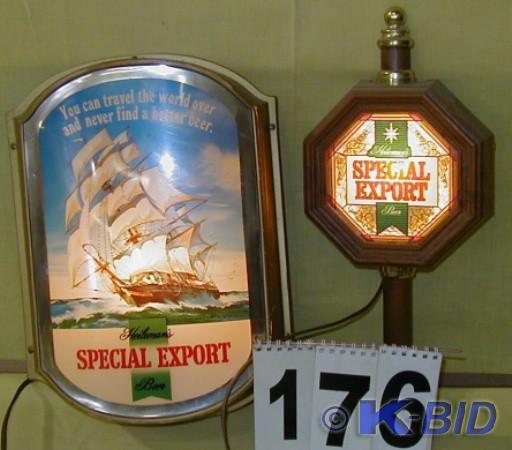 You can travel the world over
and never find a better beer.
Heileman's
SPECIAL EXPORT
Beer
Heileman's
SPECIAL
EXPORT
Beer
176
© K-BID